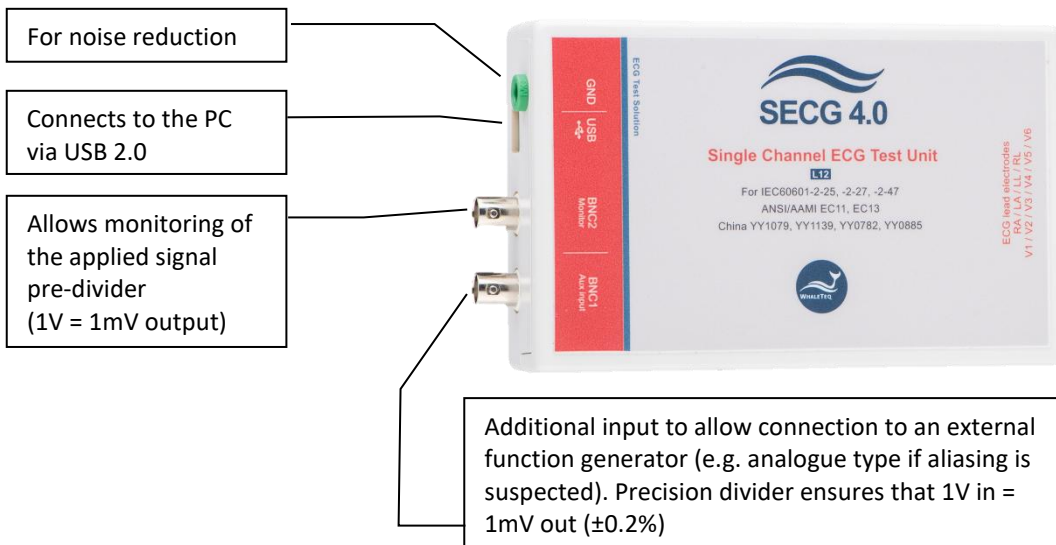 For noise reduction
Connects to the PC
via USB 2.0
Allows monitoring of
the applied signal
pre-divider
(1V = 1mV output)
GND
USB
BNC2
Monitor
BNC1
Aux input
ECG Test Solution
SECG 4.0
Single Channel ECG Test Unit
L12
For IEC60601-2-25, -2-27, -2-47
ANSI/AAMI EC11, EC13
China YY1079, YY1139, YY0782, YY0885
WHALETEQ
ECG lead electrodes
RA / LA / LL / RL
V1 / V2 / V3 / V4 / V5 / V6
Additional input to allow connection to an external
function generator (e.g. analogue type if aliasing is
suspected). Precision divider ensures that 1V in =
1mV out (±0.2%)